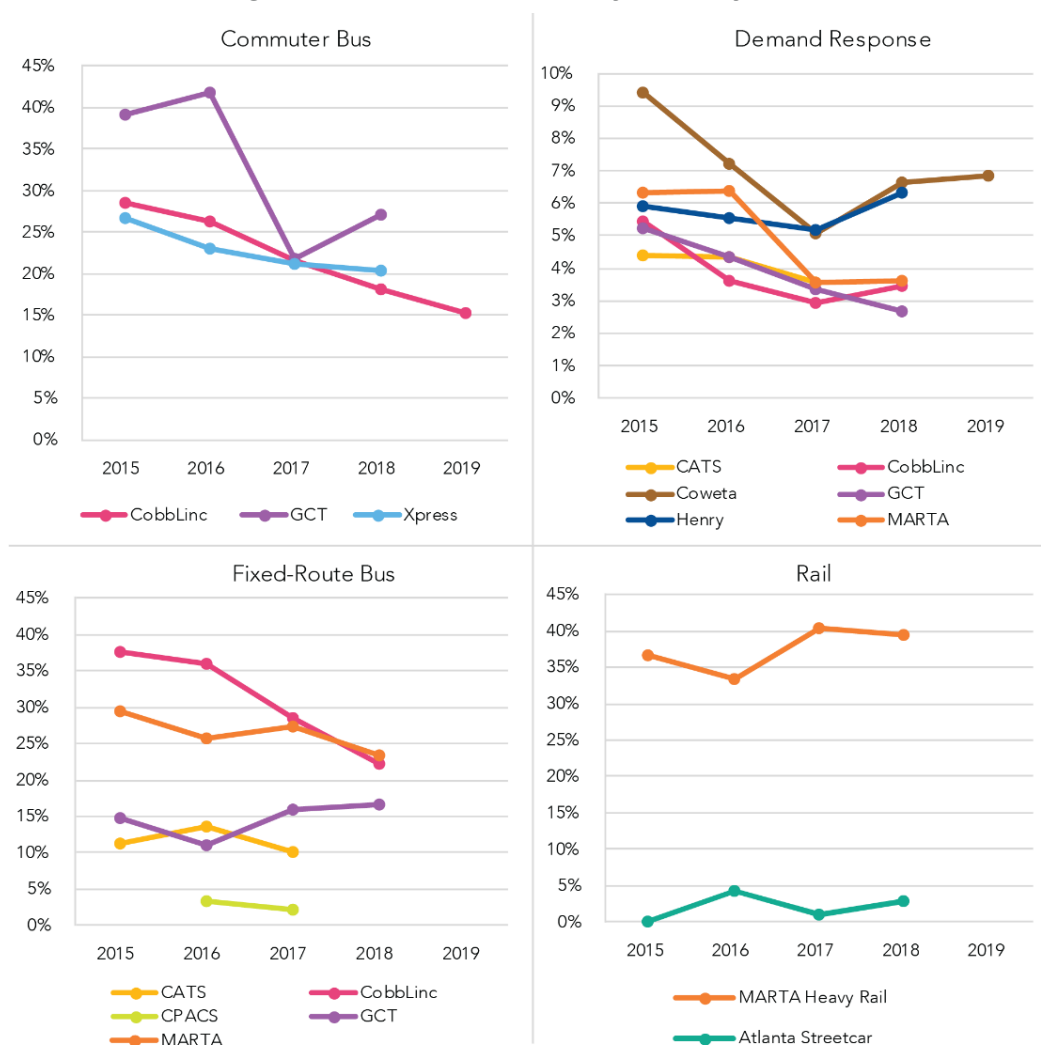 Commuter Bus
45%
40%
35%
30%
25%
20%
15%
10%
5%
0%
2015 2016 2017 2018 2019
CobbLinc GCT Xpress
Demand Response
10%
9%
8%
7%
6%
5%
4%
3%
2%
1%
0%
2015 2016 2017 2018 2019
CATS CobbLinc
Coweta GCT
Henry MARTA
Fixed-Route Bus
45%
40%
35%
30%
25%
20%
15%
10%
5%
0%
2015 2016 2017 2018 2019
CATS CobbLinc
CPACS GCT
MARTA
Rail
45%
40%
35%
30%
25%
20%
15%
10%
5%
0%
2015 2016 2017 2018 2019
MARTA Heavy Rail
Atlanta Streetcar